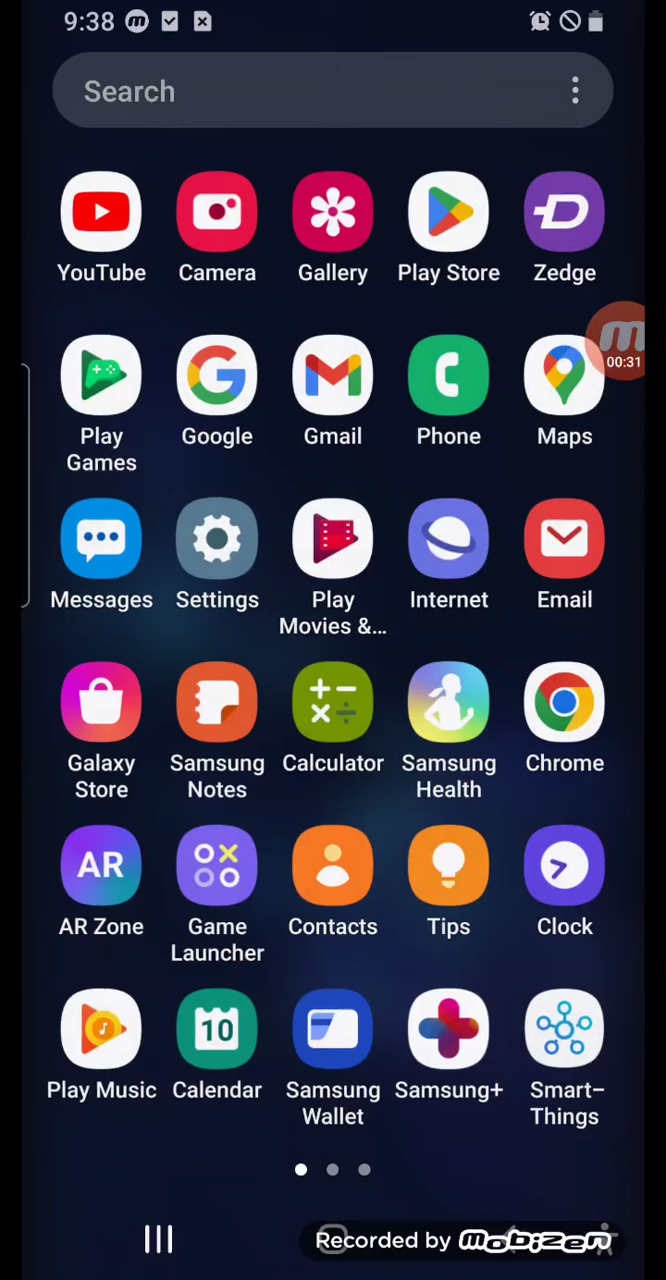 9:38
Search
YouTube Camera Gallery Play Store Zedge
00:31
Play Games Google Gmail Phone Maps
Messages Settings Play Movies &... Internet Email
Galaxy Store Samsung Notes Calculator Samsung Health Chrome
AR
AR Zone Game Launcher Contacts Tips Clock
10
Play Music Calendar Samsung Wallet Samsung+ Smart–Things
Recorded by mobizen